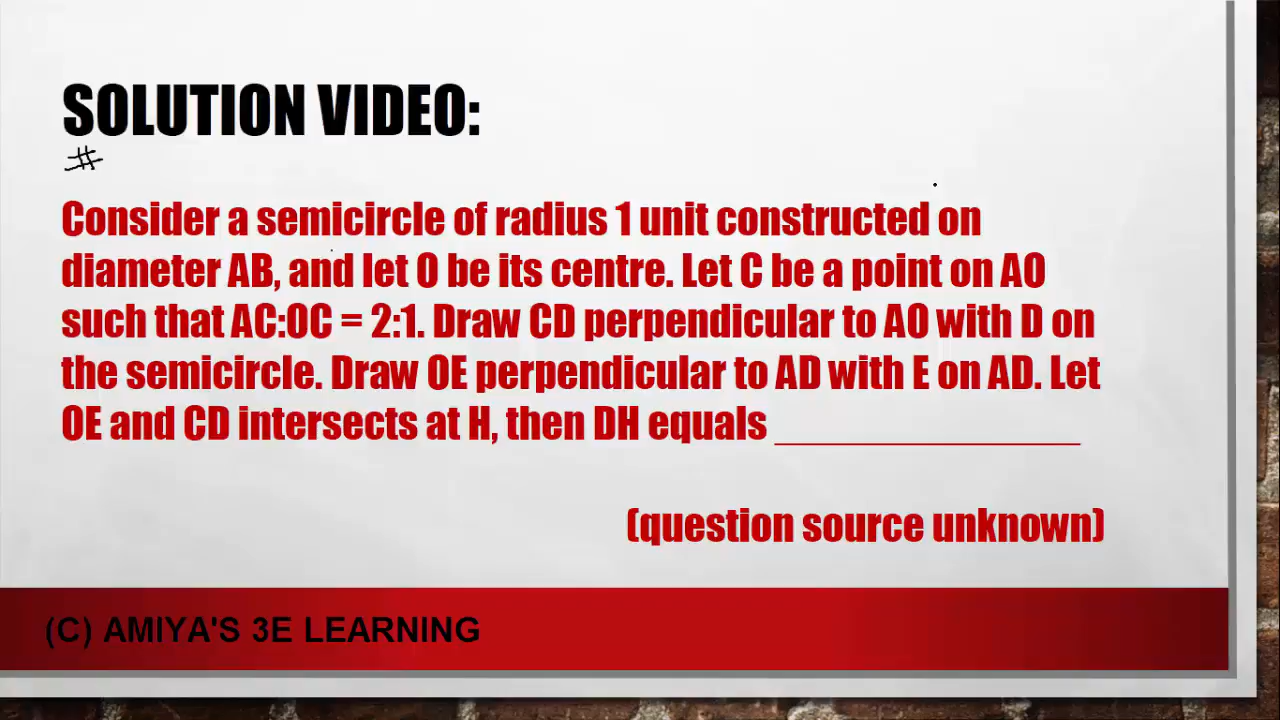 SOLUTION VIDEO:
#
Consider a semicircle of radius 1 unit constructed on
diameter AB, and let O be its centre. Let C be a point on AO
such that AC:OC = 2:1. Draw CD perpendicular to AO with D on
the semicircle. Draw OE perpendicular to AD with E on AD. Let
OE and CD intersects at H, then DH equals _______________
(question source unknown)
(C) AMIYA'S 3E LEARNING